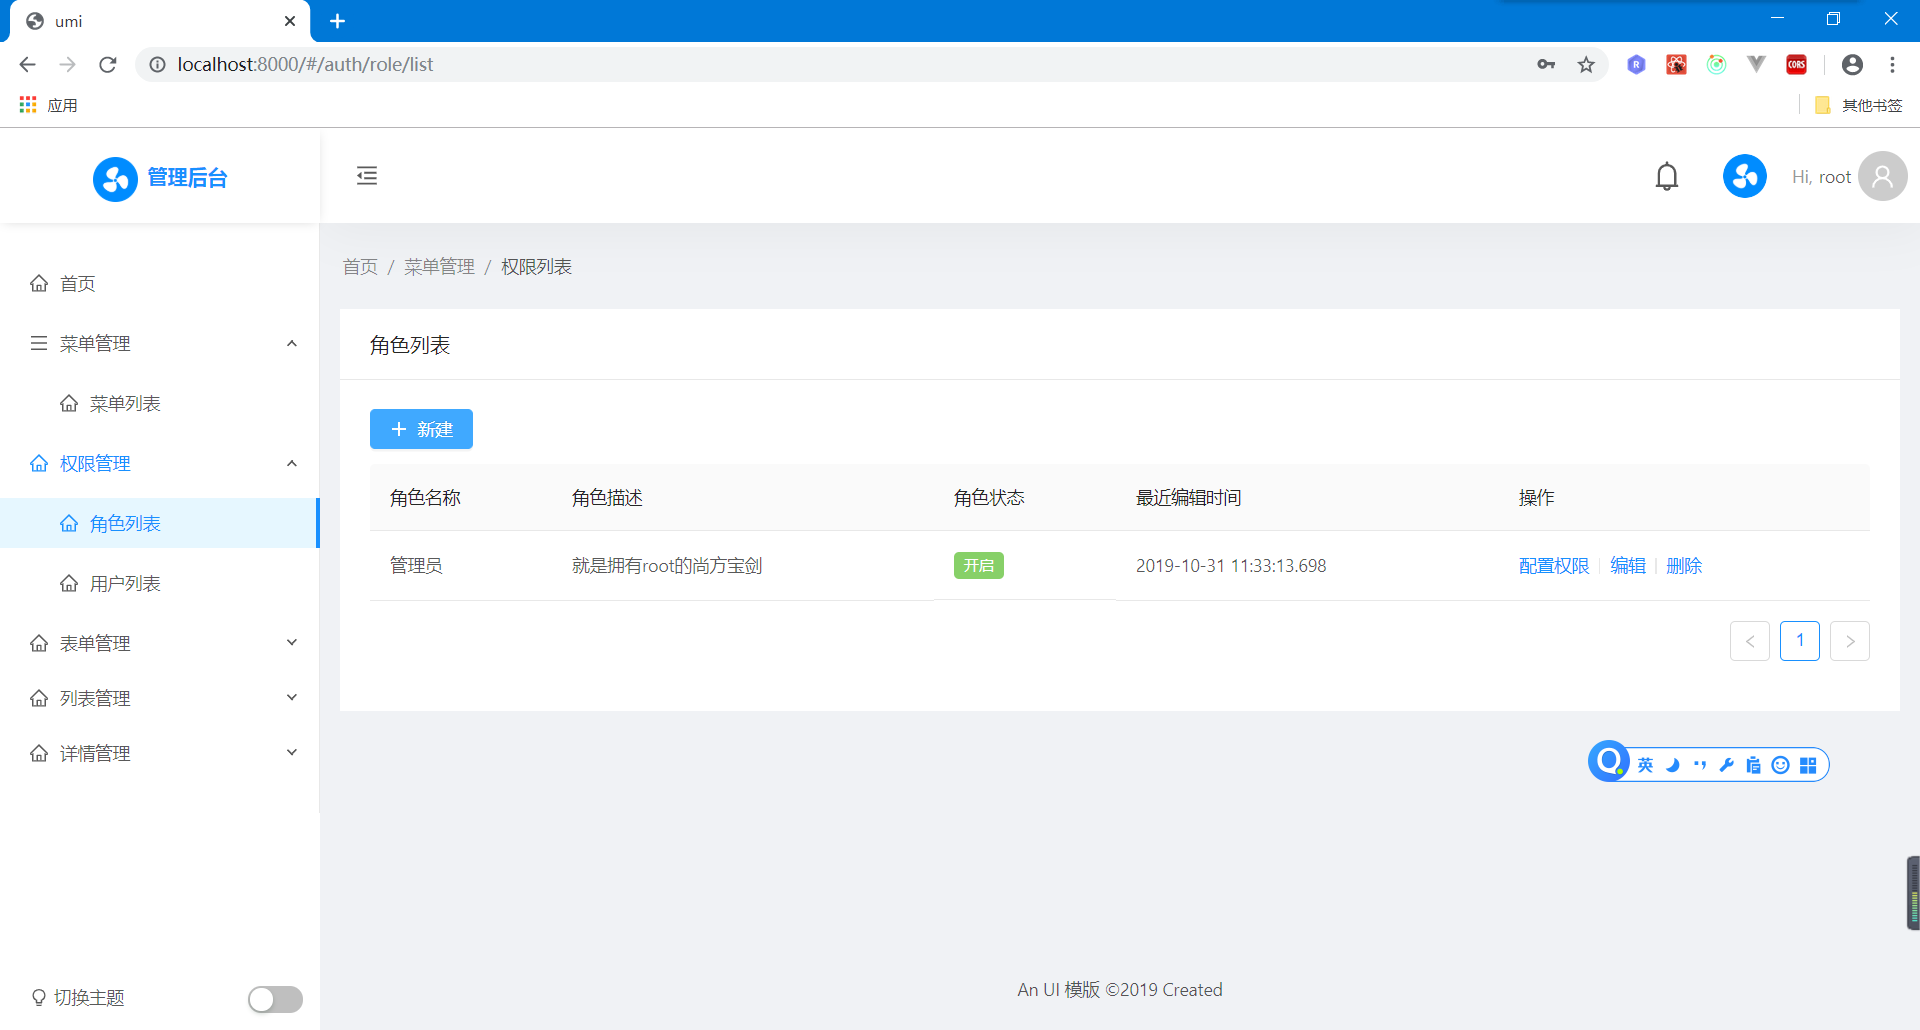 umi
localhost:8000/#/auth/role/list
R
CORS
应用
其他书签
管理后台
Hi, root
首页
菜单管理
菜单列表
权限管理
角色列表
用户列表
表单管理
列表管理
详情管理
切换主题
首页 / 菜单管理 / 权限列表
角色列表
新建
角色名称 角色描述 角色状态 最近编辑时间 操作
管理员 就是拥有root的尚方宝剑 开启 2019-10-31 11:33:13.698 配置权限 编辑 删除
< 1 >
英
An UI 模版 ©2019 Created